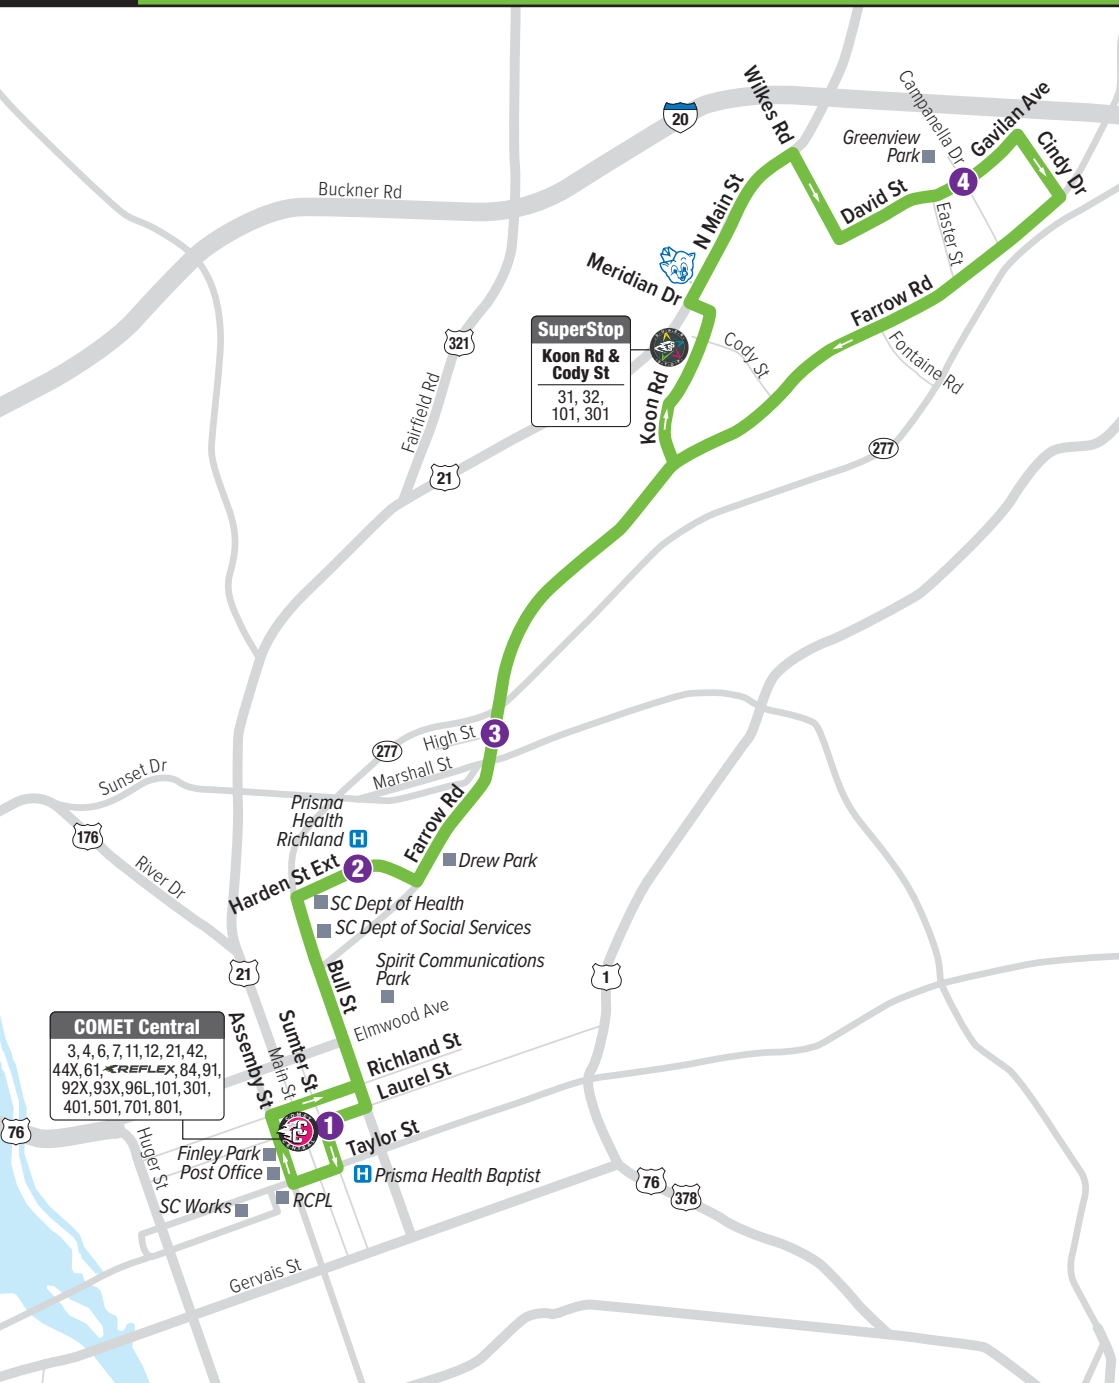 20
Wilkes Rd
Campanella Dr
Gavilan Ave
Cindy Dr
Greenview
Park
4
Buckner Rd
N Main St
David St
Easter St
Meridian Dr
Farrow Rd
SuperStop
Koon Rd &
Cody St
31, 32,
101, 301
321
Cody St
Fontaine Rd
Fairfield Rd
Koon Rd
21
277
3
High St
277
Marshall St
Sunset Dr
Prisma
Health
Richland H
176
Farrow Rd
2
Drew Park
River Dr
Harden St Ext
SC Dept of Health
SC Dept of Social Services
Spirit Communications
Park
21
1
Bull St
Elmwood Ave
COMET Central
3, 4, 6, 7, 11, 12, 21, 42,
44X, 61, REFLEX, 84, 91,
92X, 93X, 96L, 101, 301,
401, 501, 701, 801,
Assemby St
Sumter St
Main St
Richland St
Laurel St
76
1
Taylor St
Huger St
Finley Park
Post Office
H Prisma Health Baptist
RCPL
SC Works
76
378
Gervais St